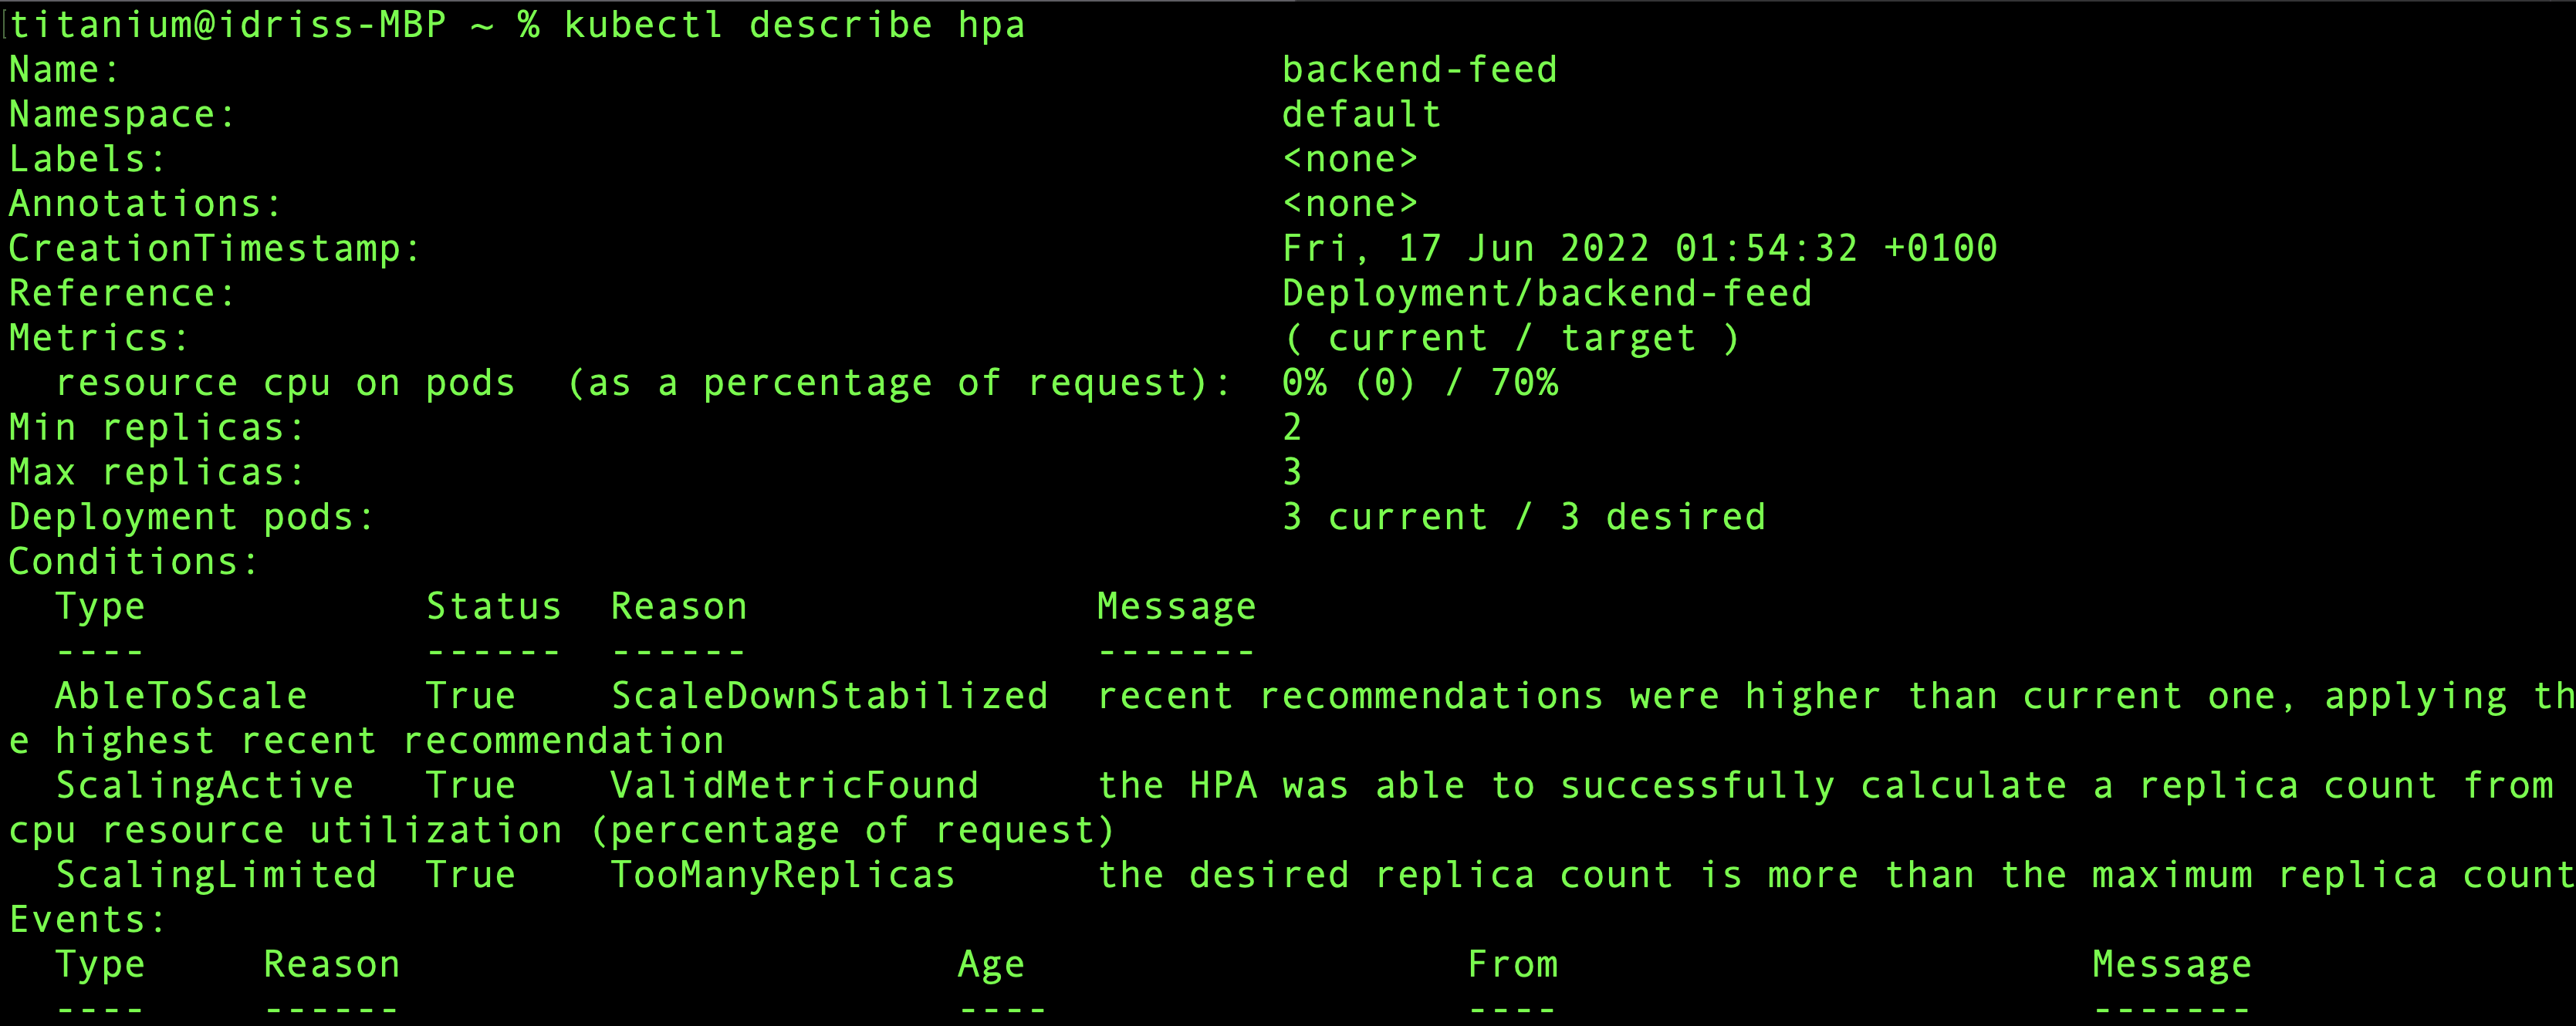 titanium@idriss-MBP ~ % kubectl describe hpa
Name: backend-feed
Namespace: default
Labels: <none>
Annotations: <none>
CreationTimestamp: Fri, 17 Jun 2022 01:54:32 +0100
Reference: Deployment/backend-feed
Metrics: ( current / target )
  resource cpu on pods  (as a percentage of request):  0% (0) / 70%
Min replicas: 2
Max replicas: 3
Deployment pods: 3 current / 3 desired
Conditions:
  Type            Status  Reason               Message
  ----            ------  ------               -------
  AbleToScale     True    ScaleDownStabilized  recent recommendations were higher than current one, applying th
e highest recent recommendation
  ScalingActive   True    ValidMetricFound     the HPA was able to successfully calculate a replica count from
cpu resource utilization (percentage of request)
  ScalingLimited  True    TooManyReplicas      the desired replica count is more than the maximum replica count
Events:
  Type     Reason                        Age                   From                       Message
  ----     ------                        ----                  ----                       -------